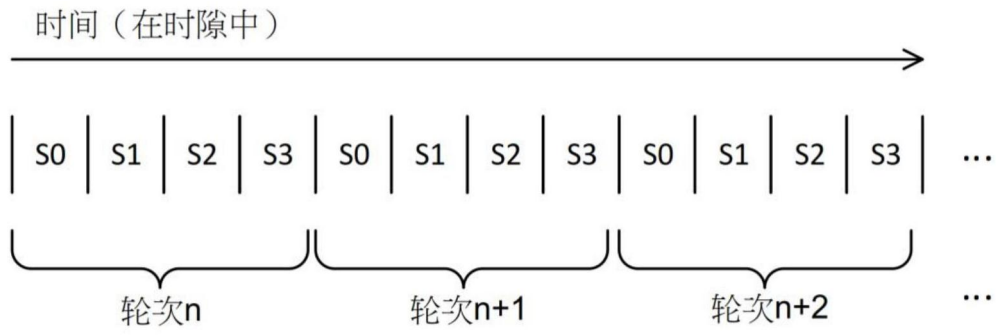 时间（在时隙中）
S0 S1 S2 S3 S0 S1 S2 S3 S0 S1 S2 S3 ...
轮次n 轮次n+1 轮次n+2 ...